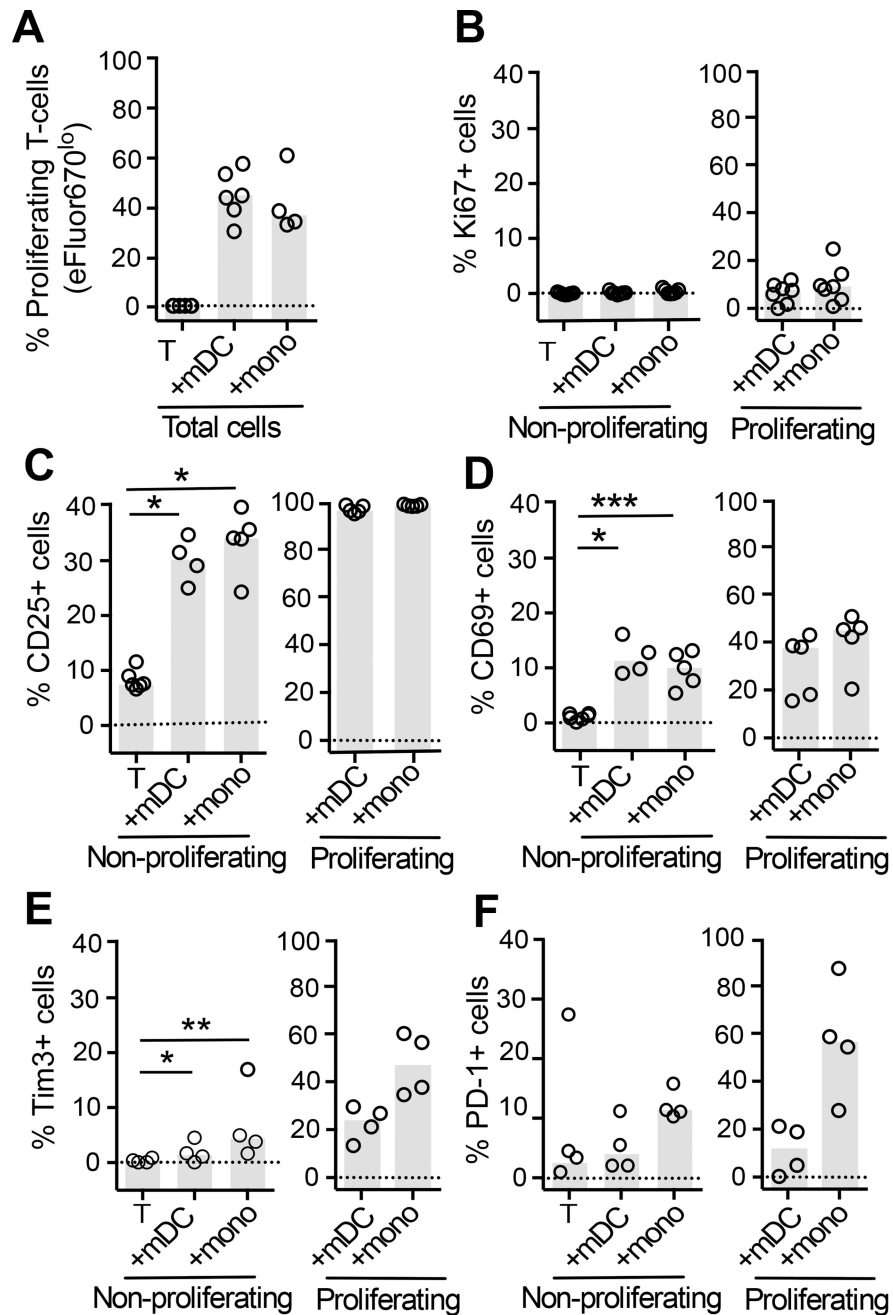 A
% Proliferating T-cells
(eFluor670lo)
100
80
60
40
20
0
T
+mDC
+mono
Total cells
B
% Ki67+ cells
40
30
20
10
0
T
+mDC
+mono
Non-proliferating
100
80
60
40
20
0
+mDC
+mono
Proliferating
C
% CD25+ cells
40
30
20
10
0
*
*
T
+mDC
+mono
Non-proliferating
100
80
60
40
20
0
+mDC
+mono
Proliferating
D
% CD69+ cells
40
30
20
10
0
***
*
T
+mDC
+mono
Non-proliferating
100
80
60
40
20
0
+mDC
+mono
Proliferating
E
% Tim3+ cells
40
30
20
10
0
**
*
T
+mDC
+mono
Non-proliferating
100
80
60
40
20
0
+mDC
+mono
Proliferating
F
% PD-1+ cells
40
30
20
10
0
T
+mDC
+mono
Non-proliferating
100
80
60
40
20
0
+mDC
+mono
Proliferating